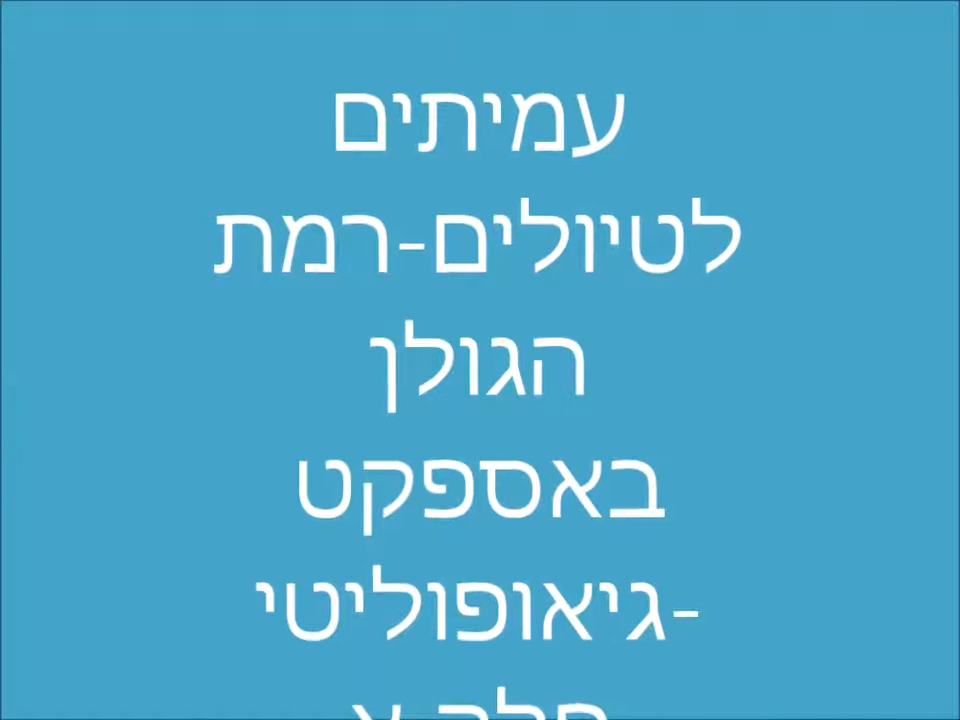 עמיתים
לטיולים-רמת
הגולן
באספקט
גיאופוליטי-